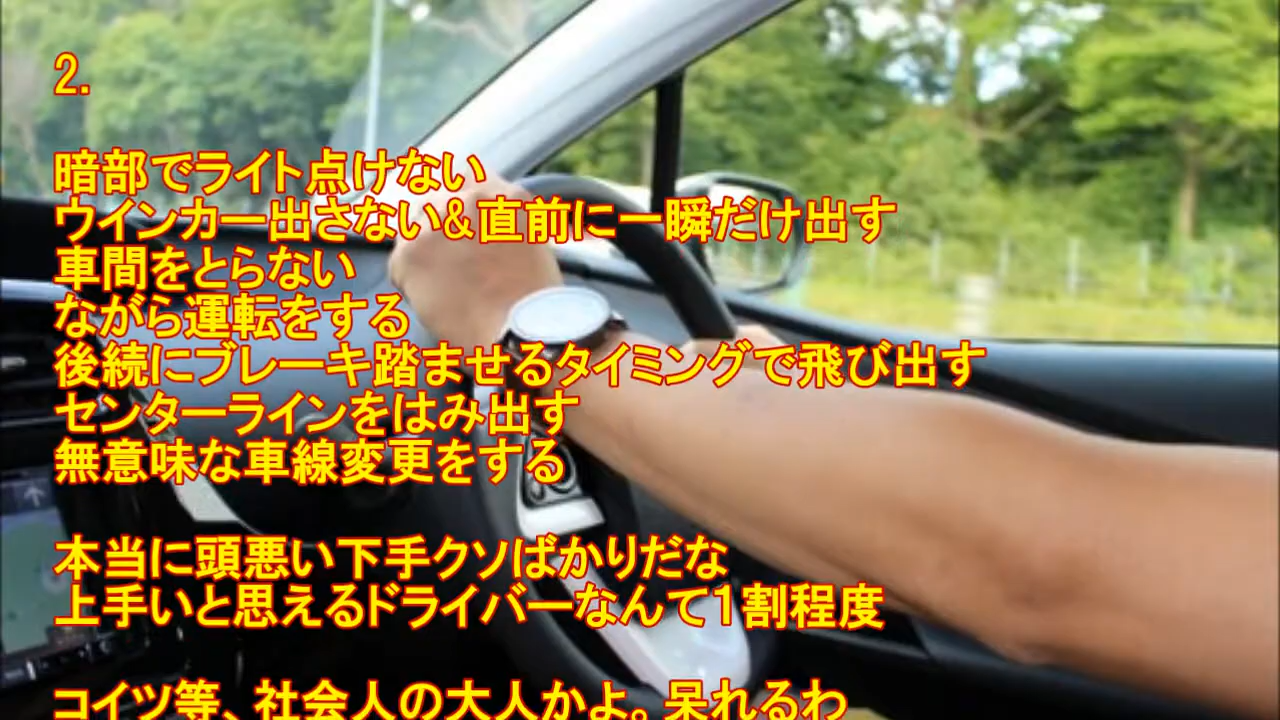 2.
暗部でライト点けない
ウインカー出さない&直前に一瞬だけ出す
車間をとらない
ながら運転をする
後続にブレーキ踏ませるタイミングで飛び出す
センターラインをはみ出す
無意味な車線変更をする
本当に頭悪い下手クソばかりだな
上手いと思えるドライバーなんて1割程度
コイツ等、社会人の大人かよ。呆れるわ